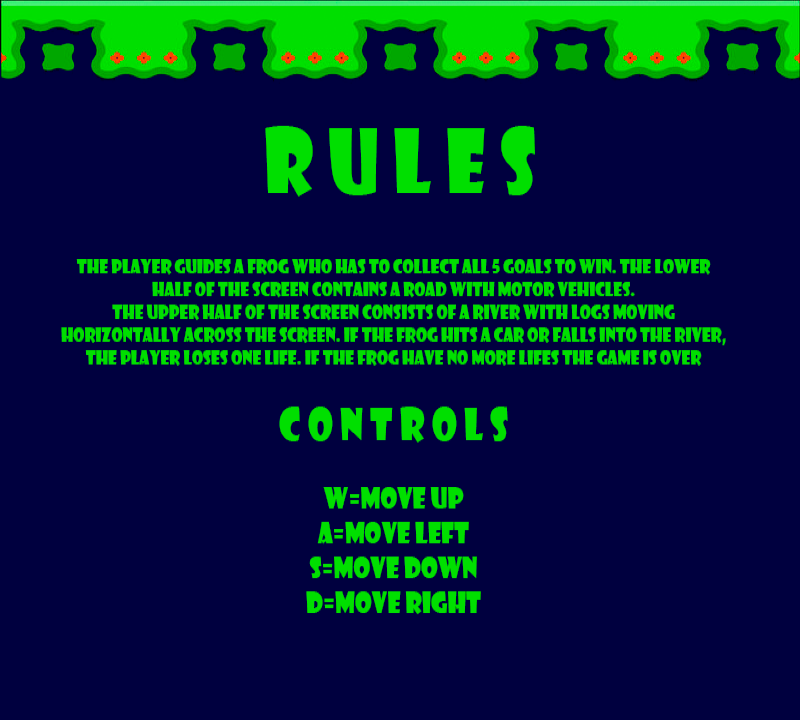 RULES
THE PLAYER GUIDES A FROG WHO HAS TO COLLECT ALL 5 GOALS TO WIN. THE LOWER
HALF OF THE SCREEN CONTAINS A ROAD WITH MOTOR VEHICLES.
THE UPPER HALF OF THE SCREEN CONSISTS OF A RIVER WITH LOGS MOVING
HORIZONTALLY ACROSS THE SCREEN. IF THE FROG HITS A CAR OR FALLS INTO THE RIVER,
THE PLAYER LOSES ONE LIFE. IF THE FROG HAVE NO MORE LIFES THE GAME IS OVER
CONTROLS
W=MOVE UP
A=MOVE LEFT
S=MOVE DOWN
D=MOVE RIGHT